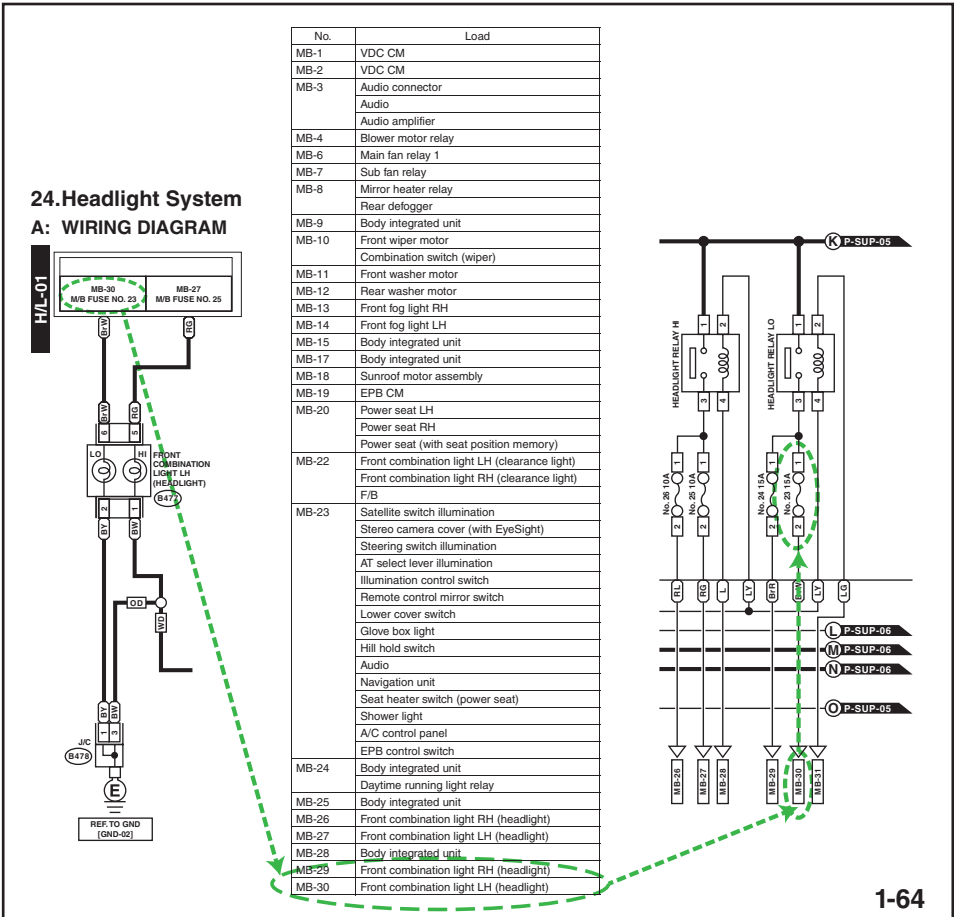 24.Headlight System
A: WIRING DIAGRAM
H/L-01
MB-30
M/B FUSE NO. 23
MB-27
M/B FUSE NO. 25
BrW
RG
BrW
RG
6
5
LO
HI
FRONT
COMBINATION
LIGHT LH
(HEADLIGHT)
B477
2
1
BY
BW
OD
WD
BY
BW
1
3
J/C
B478
E
REF. TO GND
[GND-02]
No. Load
MB-1 VDC CM
MB-2 VDC CM
MB-3 Audio connector
Audio
Audio amplifier
MB-4 Blower motor relay
MB-6 Main fan relay 1
MB-7 Sub fan relay
MB-8 Mirror heater relay
Rear defogger
MB-9 Body integrated unit
MB-10 Front wiper motor
Combination switch (wiper)
MB-11 Front washer motor
MB-12 Rear washer motor
MB-13 Front fog light RH
MB-14 Front fog light LH
MB-15 Body integrated unit
MB-17 Body integrated unit
MB-18 Sunroof motor assembly
MB-19 EPB CM
MB-20 Power seat LH
Power seat RH
Power seat (with seat position memory)
MB-22 Front combination light LH (clearance light)
Front combination light RH (clearance light)
F/B
MB-23 Satellite switch illumination
Stereo camera cover (with EyeSight)
Steering switch illumination
AT select lever illumination
Illumination control switch
Remote control mirror switch
Lower cover switch
Glove box light
Hill hold switch
Audio
Navigation unit
Seat heater switch (power seat)
Shower light
A/C control panel
EPB control switch
MB-24 Body integrated unit
Daytime running light relay
MB-25 Body integrated unit
MB-26 Front combination light RH (headlight)
MB-27 Front combination light LH (headlight)
MB-28 Body integrated unit
MB-29 Front combination light RH (headlight)
MB-30 Front combination light LH (headlight)
K P-SUP-05
HEADLIGHT RELAY HI
1
2
3
4
HEADLIGHT RELAY LO
1
2
3
4
No. 26 10A
1
2
No. 25 10A
1
2
No. 24 15A
1
2
No. 23 15A
1
2
RL
RG
L
LY
BrR
BrW
LY
LG
L P-SUP-06
M P-SUP-06
N P-SUP-06
O P-SUP-05
MB-26
MB-27
MB-28
MB-29
MB-30
MB-31
1-64